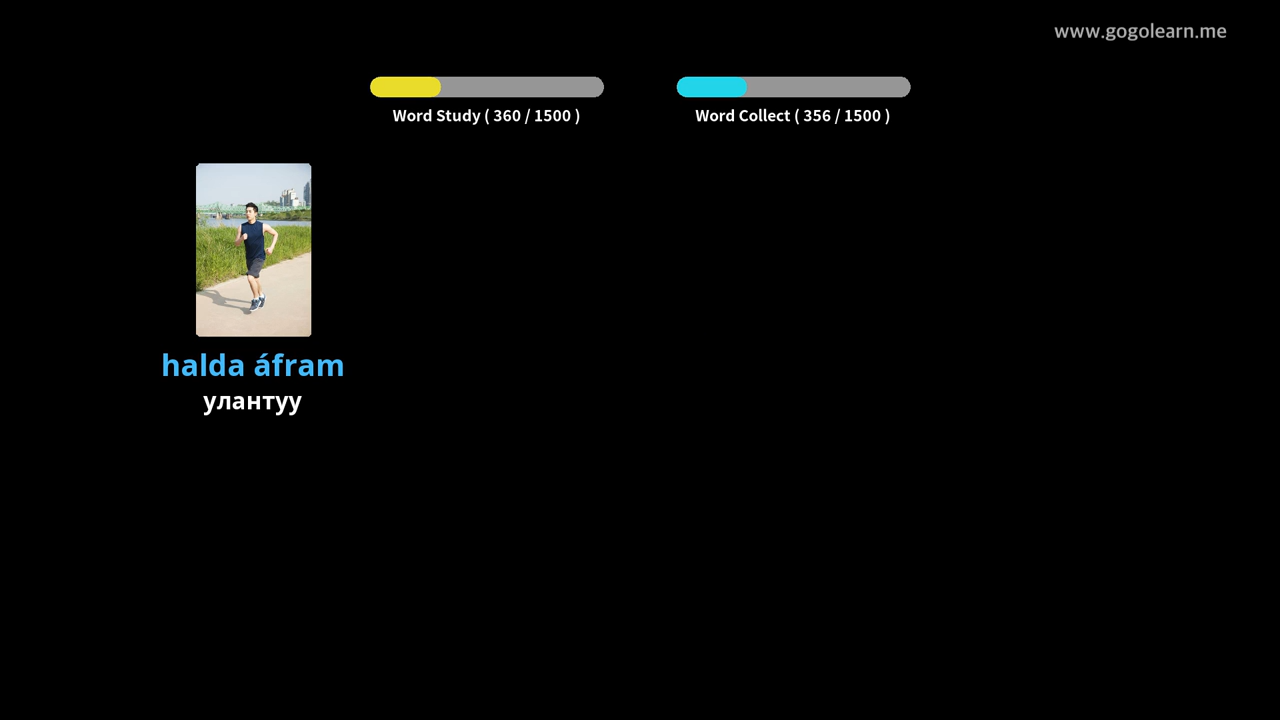 www.gogolearn.me
Word Study ( 360 / 1500 )
Word Collect ( 356 / 1500 )
halda áfram
улантуу